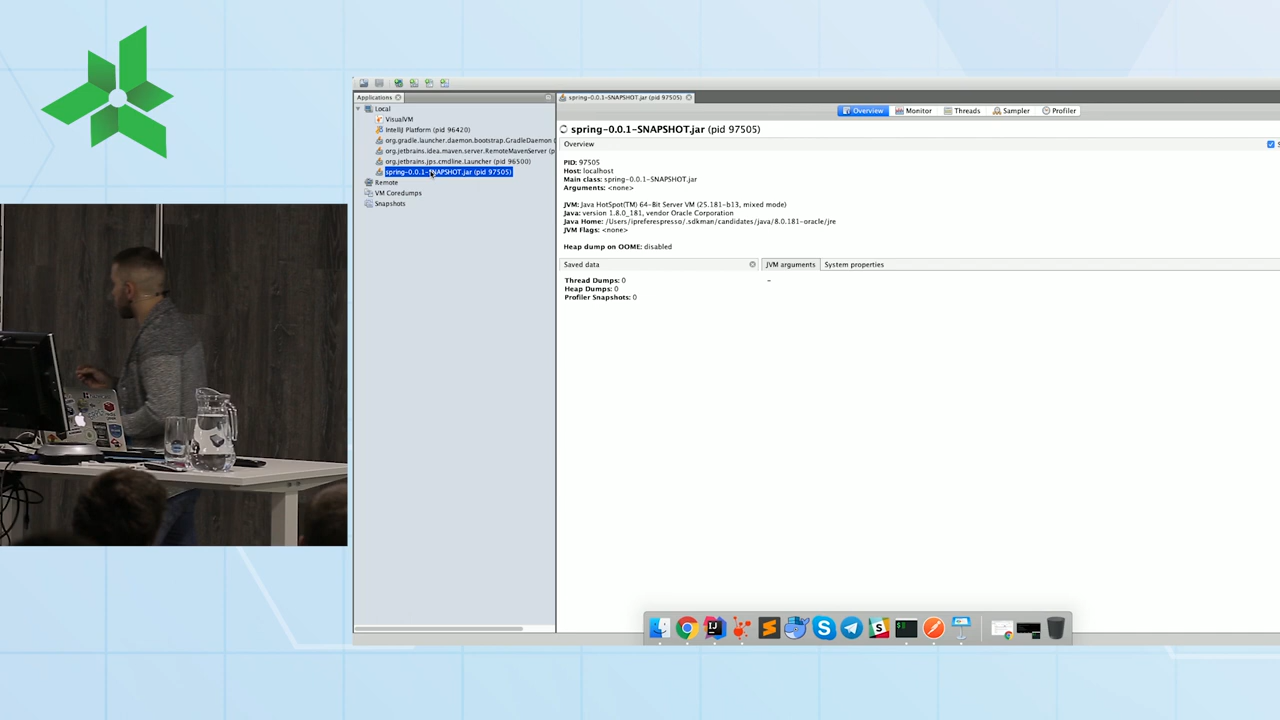 Applications
Local
VisualVM
IntelliJ Platform (pid 96420)
org.gradle.launcher.daemon.bootstrap.GradleDaemon (
org.jetbrains.idea.maven.server.RemoteMavenServer (p
org.jetbrains.jps.cmdline.Launcher (pid 96500)
spring-0.0.1-SNAPSHOT.jar (pid 97505)
Remote
VM Coredumps
Snapshots
spring-0.0.1-SNAPSHOT.jar (pid 97505)
Overview Monitor Threads Sampler Profiler
spring-0.0.1-SNAPSHOT.jar (pid 97505)
Overview
PID: 97505
Host: localhost
Main class: spring-0.0.1-SNAPSHOT.jar
Arguments: <none>
JVM: Java HotSpot(TM) 64-Bit Server VM (25.181-b13, mixed mode)
Java: version 1.8.0_181, vendor Oracle Corporation
Java Home: /Users/ipreferespresso/.sdkman/candidates/java/8.0.181-oracle/jre
JVM Flags: <none>
Heap dump on OOME: disabled
Saved data
JVM arguments System properties
Thread Dumps: 0
Heap Dumps: 0
Profiler Snapshots: 0
–